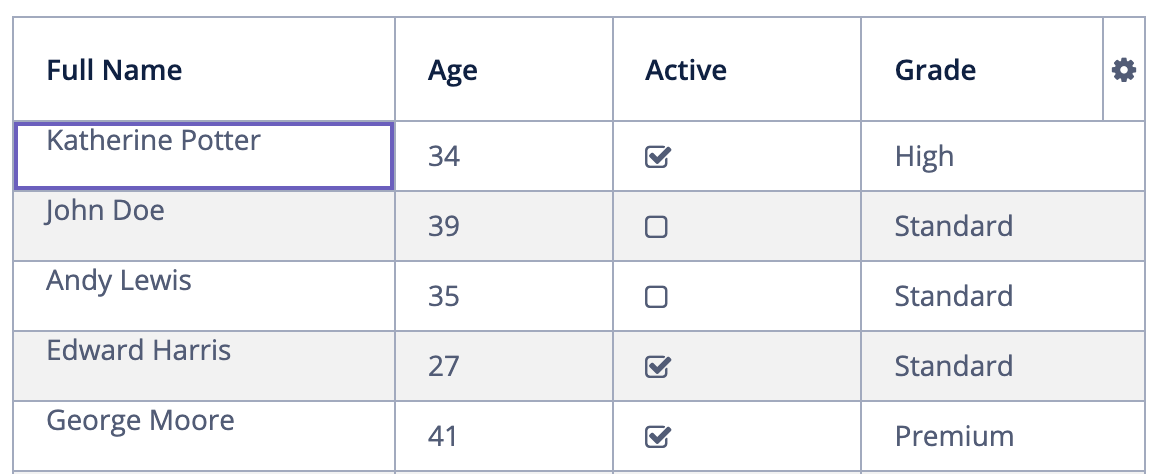 Full Name Age Active Grade
Katherine Potter 34 High
John Doe 39 Standard
Andy Lewis 35 Standard
Edward Harris 27 Standard
George Moore 41 Premium